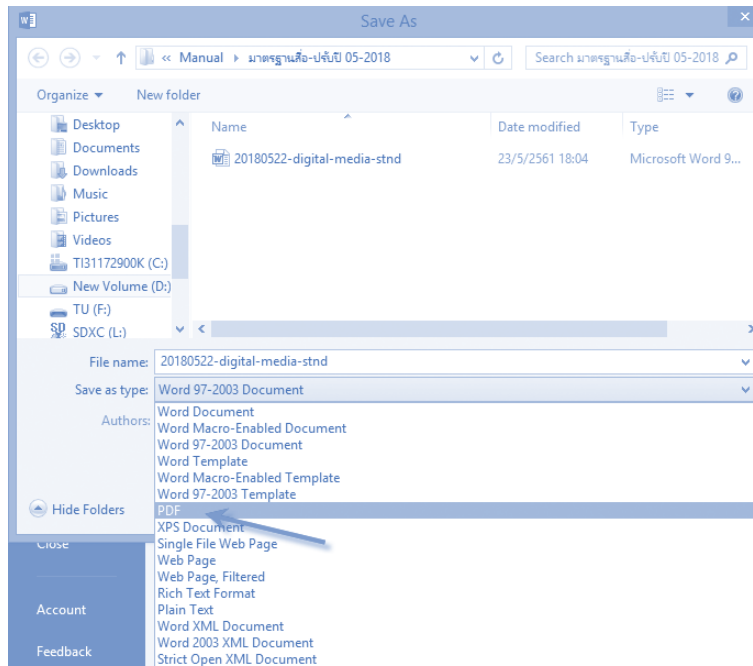 Save As
« Manual มาตรฐานสื่อ-ปรับปี 05-2018
Search มาตรฐานสื่อ-ปรับปี 05-2018
Organize
New folder
Name
Date modified
Type
Desktop
Documents
20180522-digital-media-stnd
23/5/2561 18:04
Microsoft Word 9...
Downloads
Music
Pictures
Videos
TI31172900K (C:)
New Volume (D:)
TU (F:)
SDXC (L:)
File name: 20180522-digital-media-stnd
Save as type: Word 97-2003 Document
Authors:
Word Document
Word Macro-Enabled Document
Word 97-2003 Document
Word Template
Word Macro-Enabled Template
Word 97-2003 Template
Hide Folders
PDF
XPS Document
Close
Single File Web Page
Web Page
Web Page, Filtered
Rich Text Format
Account
Plain Text
Word XML Document
Word 2003 XML Document
Feedback
Strict Open XML Document